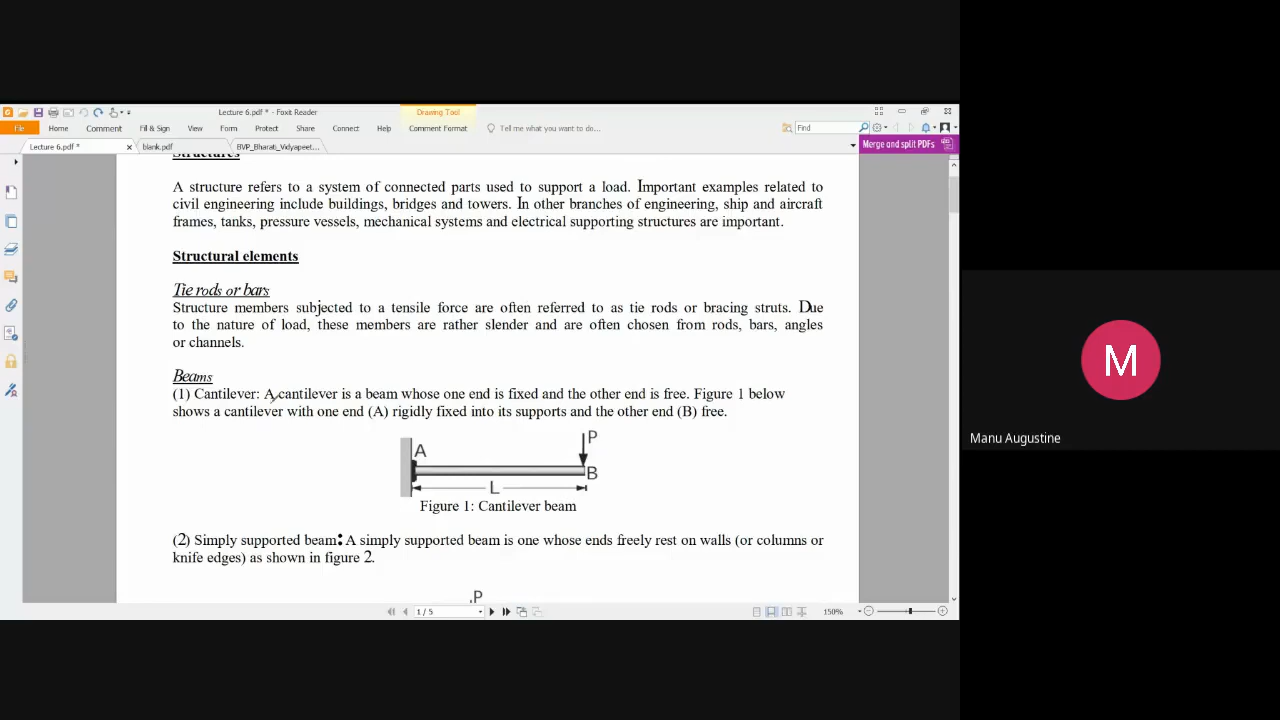 Lecture 6.pdf * - Foxit Reader
Drawing Tool
File
Home
Comment
Fill & Sign
View
Form
Protect
Share
Connect
Help
Comment Format
Tell me what you want to do...
Find
Lecture 6.pdf *
blank.pdf
BVP_Bharati_Vidyapeet...
Merge and split PDFs
Structures
A structure refers to a system of connected parts used to support a load. Important examples related to
civil engineering include buildings, bridges and towers. In other branches of engineering, ship and aircraft
frames, tanks, pressure vessels, mechanical systems and electrical supporting structures are important.
Structural elements
Tie rods or bars
Structure members subjected to a tensile force are often referred to as tie rods or bracing struts. Due
to the nature of load, these members are rather slender and are often chosen from rods, bars, angles
or channels.
Beams
(1) Cantilever: A cantilever is a beam whose one end is fixed and the other end is free. Figure 1 below
shows a cantilever with one end (A) rigidly fixed into its supports and the other end (B) free.
P
A
B
L
Figure 1: Cantilever beam
(2) Simply supported beam: A simply supported beam is one whose ends freely rest on walls (or columns or
knife edges) as shown in figure 2.
P
1 / 5
150%
M
Manu Augustine